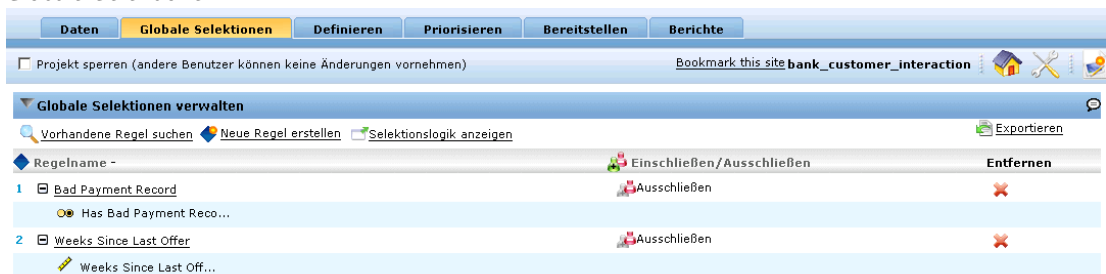 Daten Globale Selektionen Definieren Priorisieren Bereitstellen Berichte
Projekt sperren (andere Benutzer können keine Änderungen vornehmen) Bookmark this site bank_customer_interaction
Globale Selektionen verwalten
Vorhandene Regel suchen Neue Regel erstellen Selektionslogik anzeigen Exportieren
Regelname - Einschließen/Ausschließen Entfernen
1 Bad Payment Record Ausschließen
Has Bad Payment Reco...
2 Weeks Since Last Offer Ausschließen
Weeks Since Last Off...